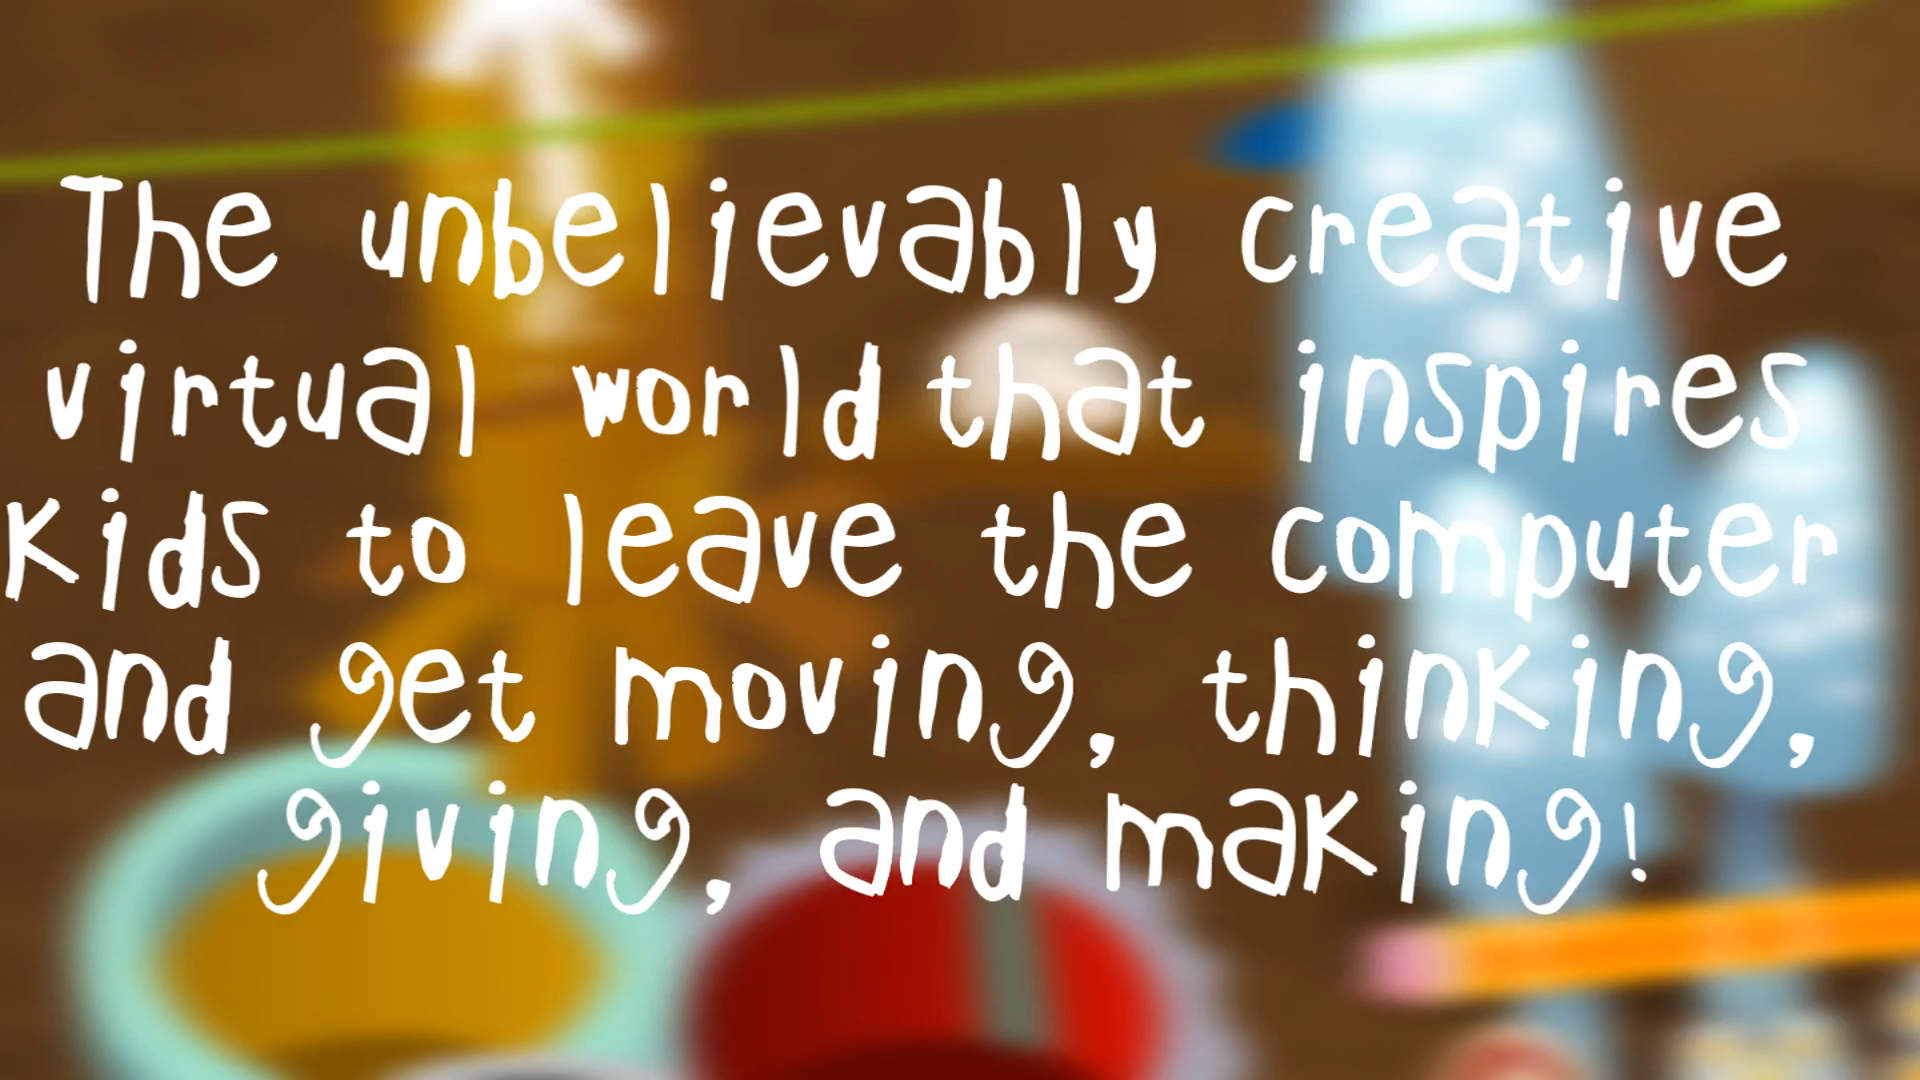 The unbelievably creative
virtual world that inspires
kids to leave the computer
and get moving, thinking,
giving, and making!